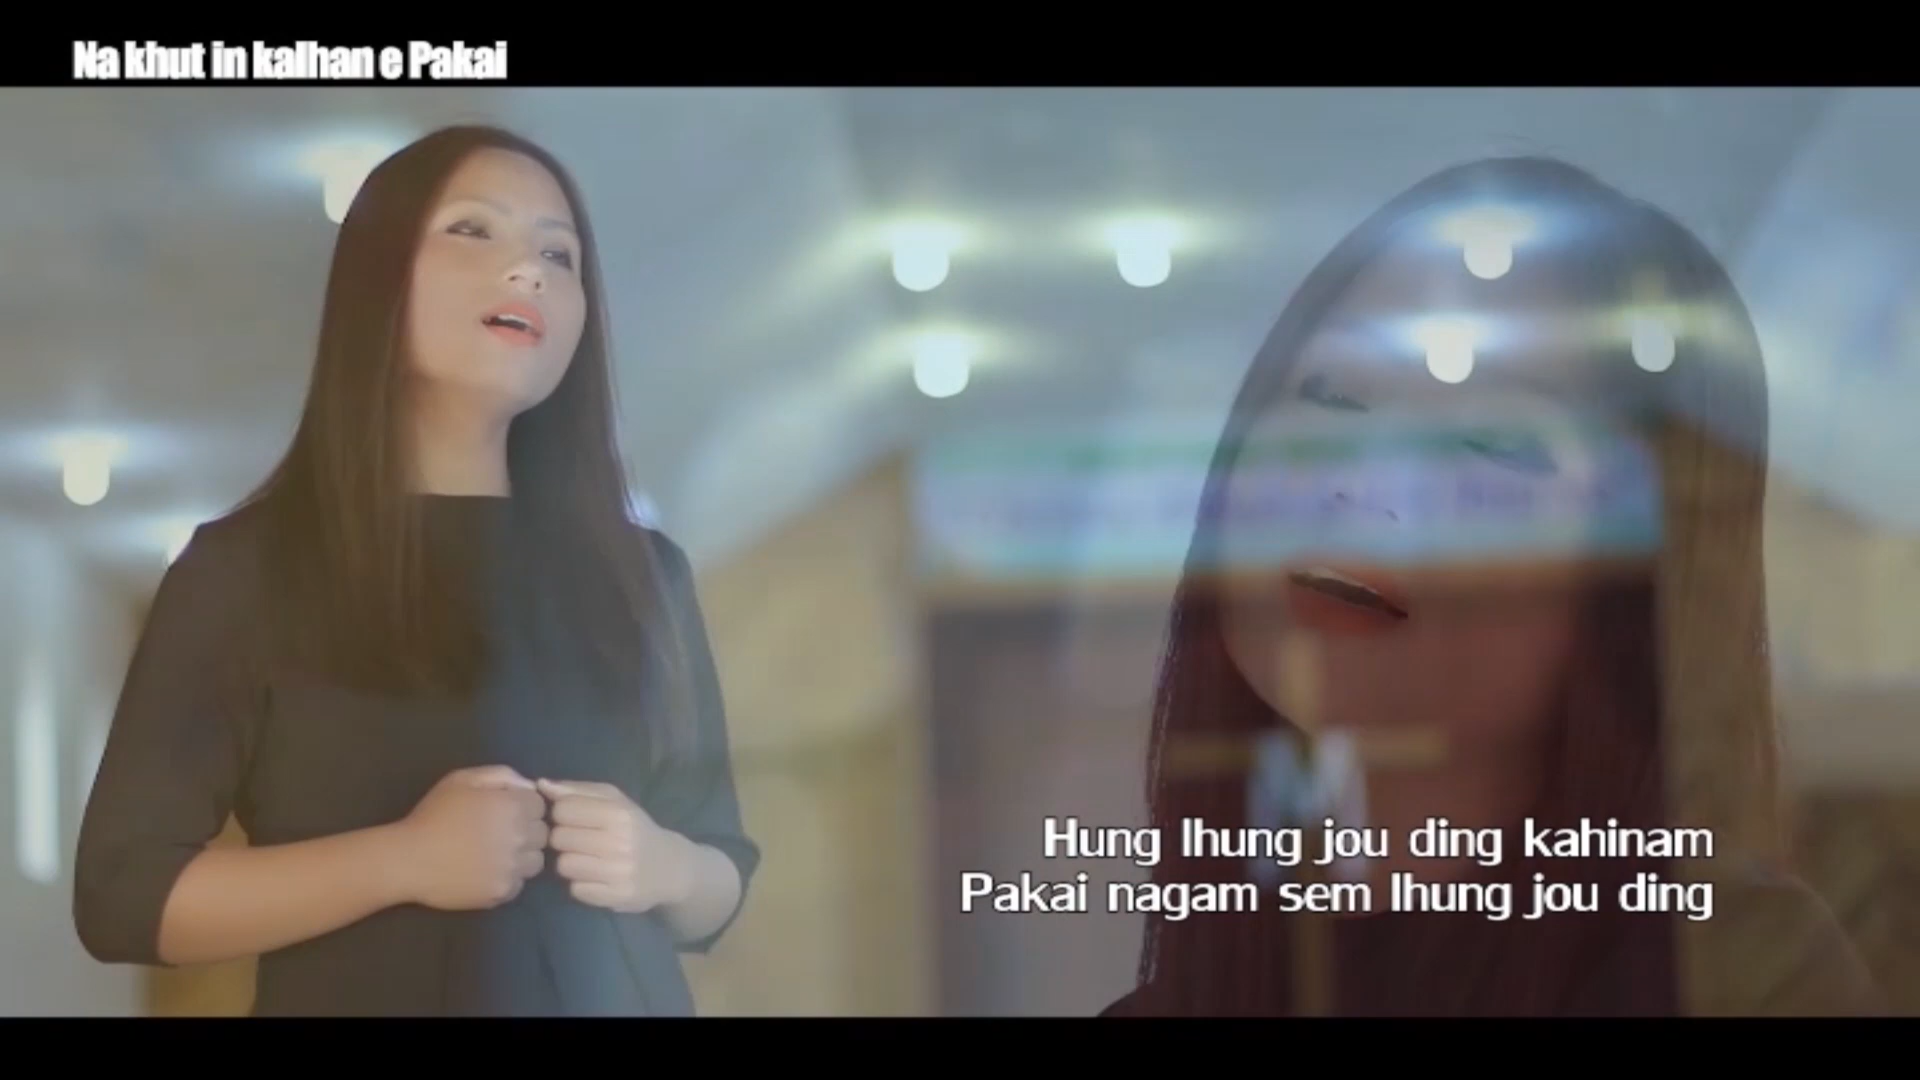 Na khut in kalhan e Pakai
Hung lhung jou ding kahinam
Pakai nagam sem lhung jou ding